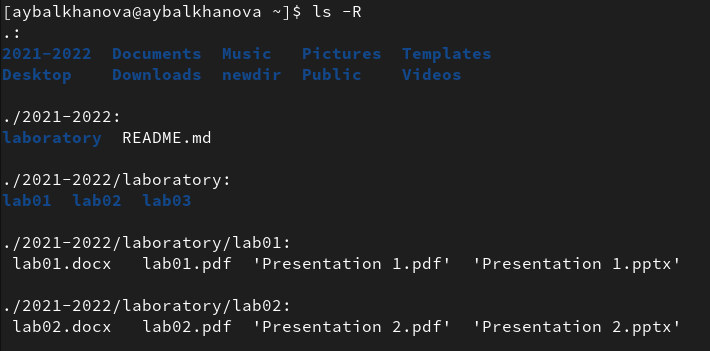 [aybalkhanova@aybalkhanova ~]$ ls -R
.:
2021-2022  Documents  Music   Pictures  Templates
Desktop    Downloads  newdir  Public    Videos

./2021-2022:
laboratory  README.md

./2021-2022/laboratory:
lab01  lab02  lab03

./2021-2022/laboratory/lab01:
 lab01.docx   lab01.pdf  'Presentation 1.pdf'  'Presentation 1.pptx'

./2021-2022/laboratory/lab02:
 lab02.docx   lab02.pdf  'Presentation 2.pdf'  'Presentation 2.pptx'